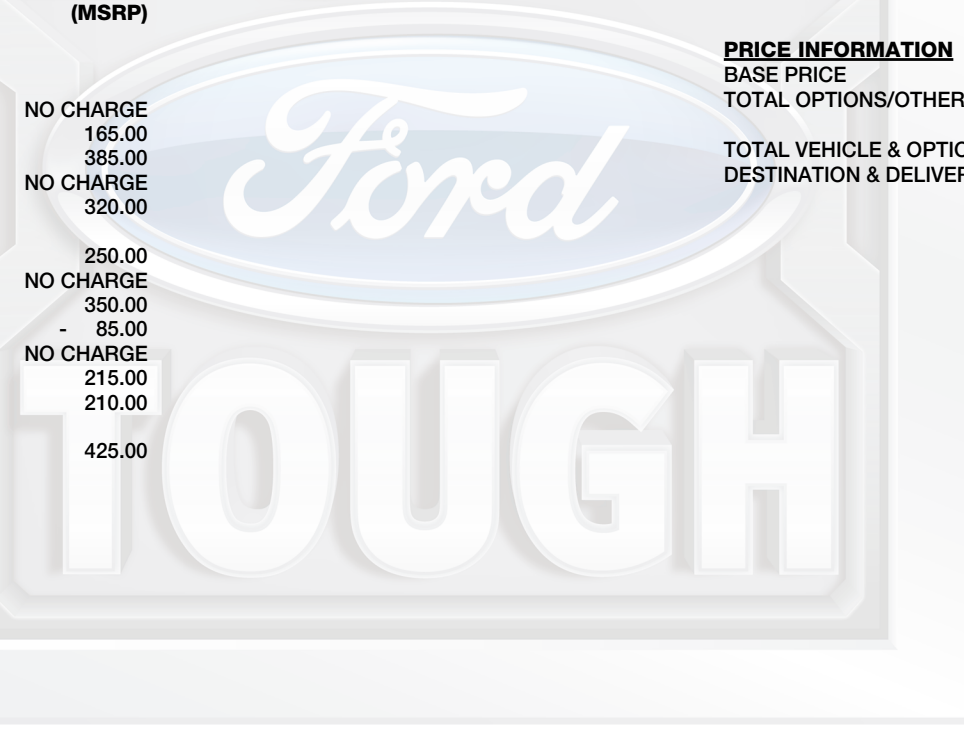 (MSRP)
NO CHARGE
165.00
385.00
NO CHARGE
320.00
250.00
NO CHARGE
350.00
- 85.00
NO CHARGE
215.00
210.00
425.00
PRICE INFORMATION
BASE PRICE
TOTAL OPTIONS/OTHER
TOTAL VEHICLE & OPTIO
DESTINATION & DELIVER
Ford
TOUGH